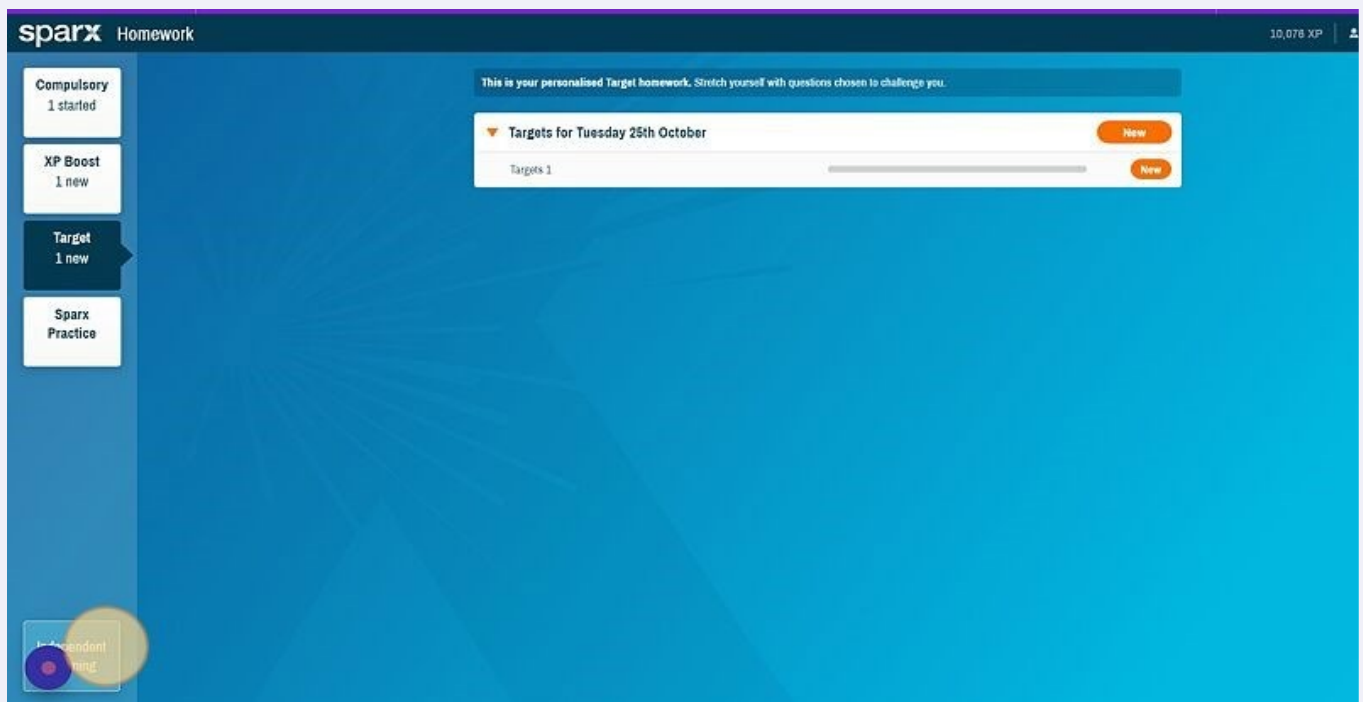 sparx Homework
10,076 XP
Compulsory
1 started
XP Boost
1 new
Target
1 new
Sparx
Practice
This is your personalised Target homework. Stretch yourself with questions chosen to challenge you.
Targets for Tuesday 25th October
New
Targets 1
New
Independent